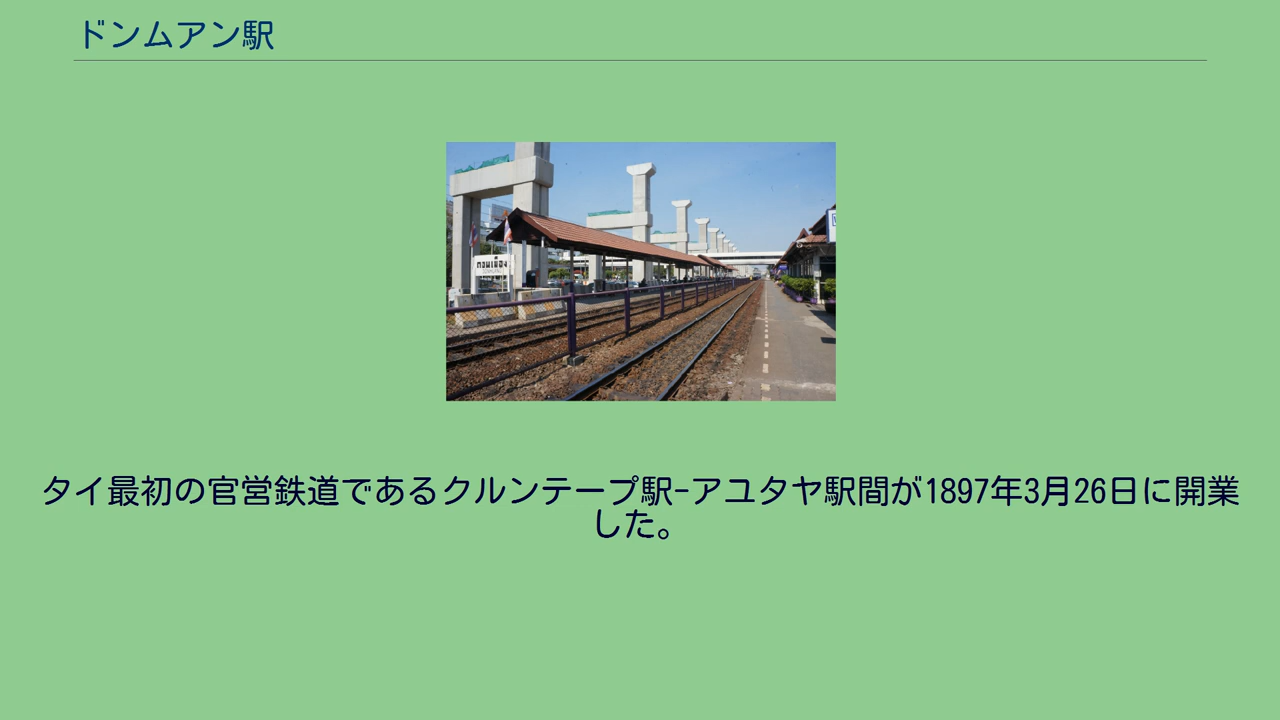 ドンムアン駅
タイ最初の官営鉄道であるクルンテープ駅-アユタヤ駅間が1897年3月26日に開業
した。